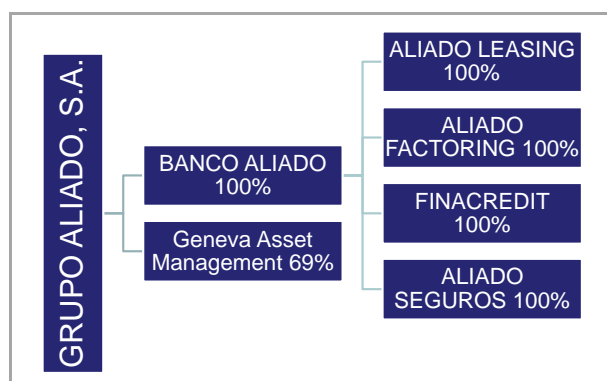 GRUPO ALIADO, S.A.
BANCO ALIADO
100%
Geneva Asset
Management 69%
ALIADO LEASING
100%
ALIADO
FACTORING 100%
FINACREDIT
100%
ALIADO
SEGUROS 100%